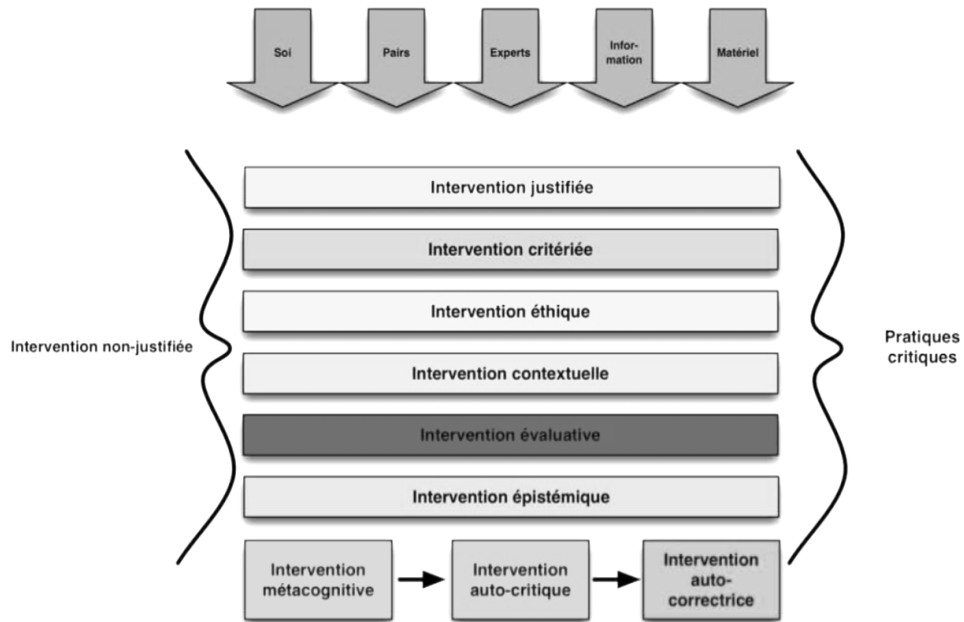 Soi
Pairs
Experts
Infor-
mation
Matériel
Intervention justifiée
Intervention critériée
Intervention éthique
Intervention non-justifiée
Intervention contextuelle
Pratiques
critiques
Intervention évaluative
Intervention épistémique
Intervention
métacognitive
Intervention
auto-critique
Intervention
auto-
correctrice